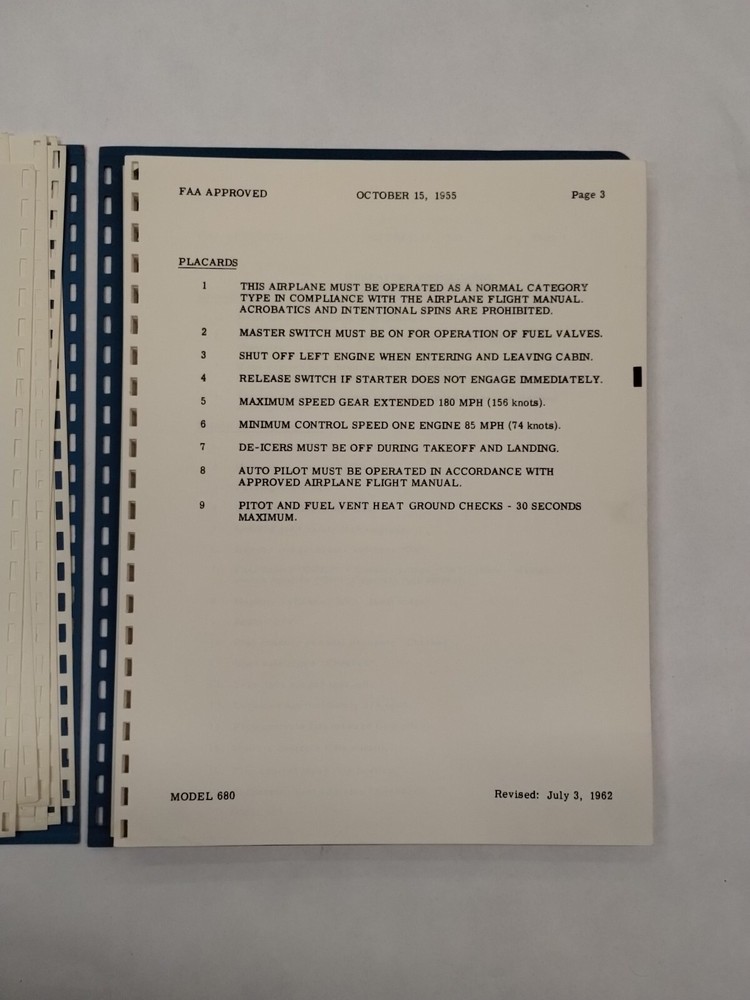 FAA APPROVED OCTOBER 15, 1955 Page 3
PLACARDS
1 THIS AIRPLANE MUST BE OPERATED AS A NORMAL CATEGORY
TYPE IN COMPLIANCE WITH THE AIRPLANE FLIGHT MANUAL.
ACROBATICS AND INTENTIONAL SPINS ARE PROHIBITED.
2 MASTER SWITCH MUST BE ON FOR OPERATION OF FUEL VALVES.
3 SHUT OFF LEFT ENGINE WHEN ENTERING AND LEAVING CABIN.
4 RELEASE SWITCH IF STARTER DOES NOT ENGAGE IMMEDIATELY.
5 MAXIMUM SPEED GEAR EXTENDED 180 MPH (156 knots).
6 MINIMUM CONTROL SPEED ONE ENGINE 85 MPH (74 knots).
7 DE-ICERS MUST BE OFF DURING TAKEOFF AND LANDING.
8 AUTO PILOT MUST BE OPERATED IN ACCORDANCE WITH
APPROVED AIRPLANE FLIGHT MANUAL.
9 PITOT AND FUEL VENT HEAT GROUND CHECKS - 30 SECONDS
MAXIMUM.
MODEL 680 Revised: July 3, 1962